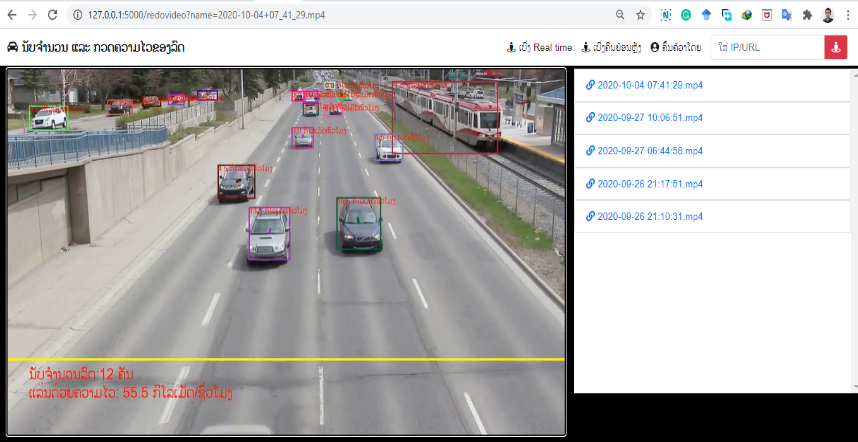 127.0.0.1:5000/redovideo?name=2020-10-04+07_41_29.mp4
ນັບຈຳນວນ ແລະ ກວດຄວາມໄວຂອງລົດ
ເບິ່ງ Real time
ເບິ່ງຄືນຍ້ອນຫຼັງ
ຄົ້ນຄ້ວາໂດຍ
ໃສ່ IP/URL
2020-10-04 07:41:29.mp4
2020-09-27 10:06:51.mp4
2020-09-27 06:44:58.mp4
2020-09-26 21:17:51.mp4
2020-09-26 21:10:31.mp4
ນັບຈຳນວນລົດ:12 ຄັນ
ແລ່ນດ້ວຍຄວາມໄວ: 55.5 ກິໂລເມັດ/ຊົ່ວໂມງ